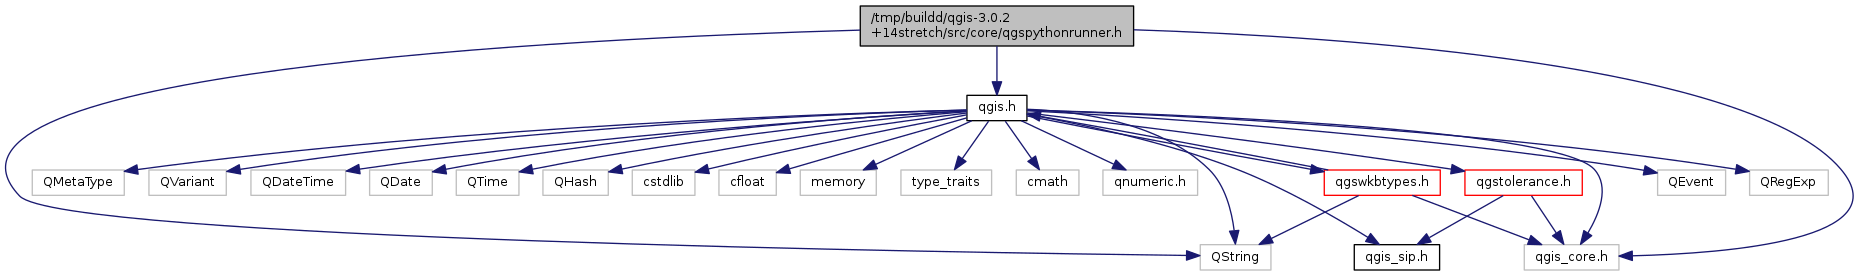 /tmp/buildd/qgis-3.0.2
+14stretch/src/core/qgspythonrunner.h
qgis.h
QMetaType
QVariant
QDateTime
QDate
QTime
QHash
cstdlib
cfloat
memory
type_traits
cmath
qnumeric.h
qgswkbtypes.h
qgstolerance.h
QEvent
QRegExp
QString
qgis_sip.h
qgis_core.h